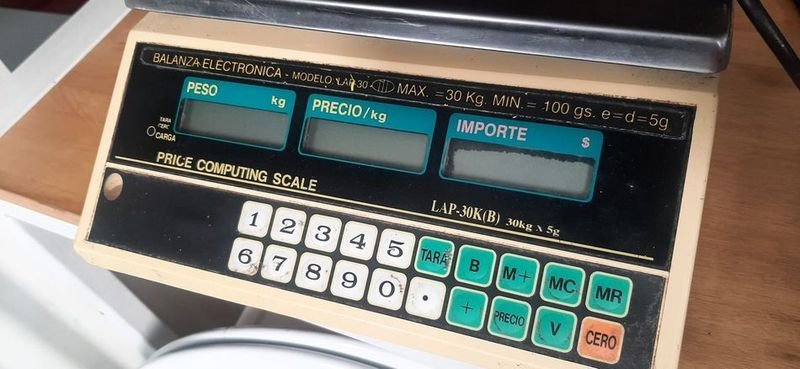 BALANZA ELECTRONICA - MODELO: LAP 30 MAX. =30 Kg. MIN. = 100 gs. e=d=5g
PESO kg
PRECIO/kg
IMPORTE $
TARA
CERO
CARGA
PRICE COMPUTING SCALE
LAP-30K(B) 30kg x 5g
1 2 3 4 5 TARA B M+ MC MR
6 7 8 9 0 . + PRECIO V CERO